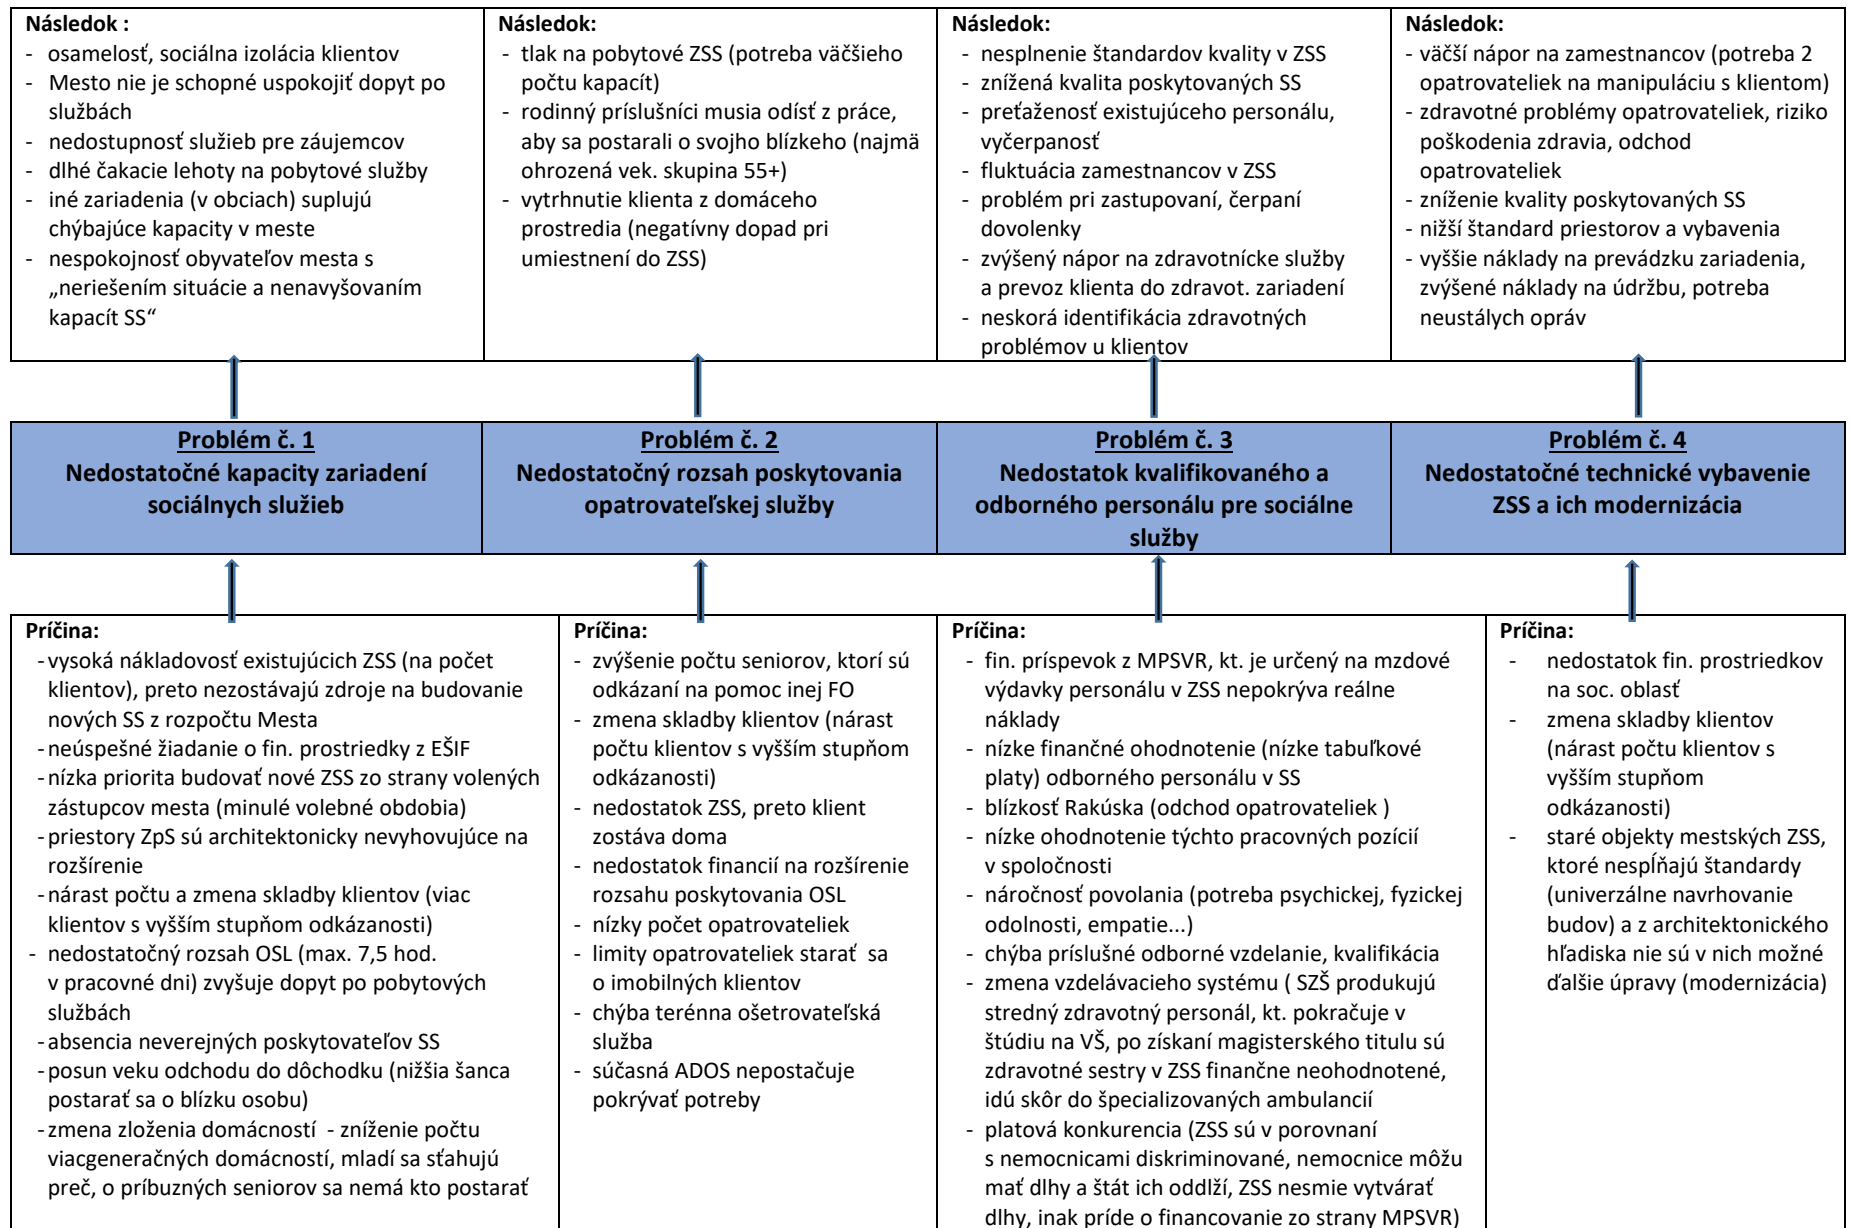 Následok :
- osamelosť, sociálna izolácia klientov
- Mesto nie je schopné uspokojiť dopyt po
službách
- nedostupnosť služieb pre záujemcov
- dlhé čakacie lehoty na pobytové služby
- iné zariadenia (v obciach) suplujú
chýbajúce kapacity v meste
- nespokojnosť obyvateľov mesta s
„neriešením situácie a nenavyšovaním
kapacít SS“
Následok:
- tlak na pobytové ZSS (potreba väčšieho
počtu kapacít)
- rodinný príslušníci musia odísť z práce,
aby sa postarali o svojho blízkeho (najmä
ohrozená vek. skupina 55+)
- vytrhnutie klienta z domáceho
prostredia (negatívny dopad pri
umiestnení do ZSS)
Následok:
- nesplnenie štandardov kvality v ZSS
- znížená kvalita poskytovaných SS
- preťaženosť existujúceho personálu,
vyčerpanosť
- fluktuácia zamestnancov v ZSS
- problém pri zastupovaní, čerpaní
dovolenky
- zvýšený nápor na zdravotnícke služby
a prevoz klienta do zdravot. zariadení
- neskorá identifikácia zdravotných
problémov u klientov
Následok:
- väčší nápor na zamestnancov (potreba 2
opatrovateliek na manipuláciu s klientom)
- zdravotné problémy opatrovateliek, riziko
poškodenia zdravia, odchod
opatrovateliek
- zníženie kvality poskytovaných SS
- nižší štandard priestorov a vybavenia
- vyššie náklady na prevádzku zariadenia,
zvýšené náklady na údržbu, potreba
neustálych opráv
Problém č. 1
Nedostatočné kapacity zariadení
sociálnych služieb
Problém č. 2
Nedostatočný rozsah poskytovania
opatrovateľskej služby
Problém č. 3
Nedostatok kvalifikovaného a
odborného personálu pre sociálne
služby
Problém č. 4
Nedostatočné technické vybavenie
ZSS a ich modernizácia
Príčina:
- vysoká nákladovosť existujúcich ZSS (na počet
klientov), preto nezostávajú zdroje na budovanie
nových SS z rozpočtu Mesta
- neúspešné žiadanie o fin. prostriedky z EŠIF
- nízka priorita budovať nové ZSS zo strany volených
zástupcov mesta (minulé volebné obdobia)
- priestory ZpS sú architektonicky nevyhovujúce na
rozšírenie
- nárast počtu a zmena skladby klientov (viac
klientov s vyšším stupňom odkázanosti)
- nedostatočný rozsah OSL (max. 7,5 hod.
v pracovné dni) zvyšuje dopyt po pobytových
službách
- absencia neverejných poskytovateľov SS
- posun veku odchodu do dôchodku (nižšia šanca
postarať sa o blízku osobu)
- zmena zloženia domácností - zníženie počtu
viacgeneračných domácností, mladí sa sťahujú
preč, o príbuzných seniorov sa nemá kto postarať
Príčina:
- zvýšenie počtu seniorov, ktorí sú
odkázaní na pomoc inej FO
- zmena skladby klientov (nárast
počtu klientov s vyšším stupňom
odkázanosti)
- nedostatok ZSS, preto klient
zostáva doma
- nedostatok financií na rozšírenie
rozsahu poskytovania OSL
- nízky počet opatrovateliek
- limity opatrovateliek starať sa
o imobilných klientov
- chýba terénna ošetrovateľská
služba
- súčasná ADOS nepostačuje
pokrývať potreby
Príčina:
- fin. príspevok z MPSVR, kt. je určený na mzdové
výdavky personálu v ZSS nepokrýva reálne
náklady
- nízke finančné ohodnotenie (nízke tabuľkové
platy) odborného personálu v SS
- blízkosť Rakúska (odchod opatrovateliek )
- nízke ohodnotenie týchto pracovných pozícií
v spoločnosti
- náročnosť povolania (potreba psychickej, fyzickej
odolnosti, empatie...)
- chýba príslušné odborné vzdelanie, kvalifikácia
- zmena vzdelávacieho systému ( SZŠ produkujú
stredný zdravotný personál, kt. pokračuje v
štúdiu na VŠ, po získaní magisterského titulu sú
zdravotné sestry v ZSS finančne neohodnotené,
idú skôr do špecializovaných ambulancií
- platová konkurencia (ZSS sú v porovnaní
s nemocnicami diskriminované, nemocnice môžu
mať dlhy a štát ich oddlží, ZSS nesmie vytvárať
dlhy, inak príde o financovanie zo strany MPSVR)
Príčina:
- nedostatok fin. prostriedkov
na soc. oblasť
- zmena skladby klientov
(nárast počtu klientov s
vyšším stupňom
odkázanosti)
- staré objekty mestských ZSS,
ktoré nespĺňajú štandardy
(univerzálne navrhovanie
budov) a z architektonického
hľadiska nie sú v nich možné
ďalšie úpravy (modernizácia)